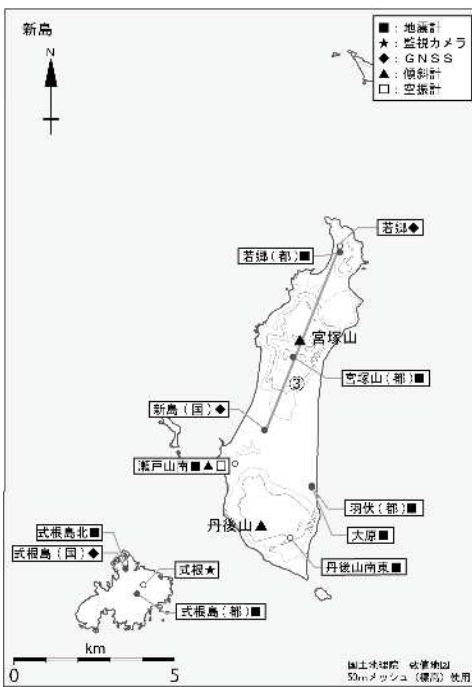 新島
N
■：地震計
★：監視カメラ
◆：GNSS
▲：傾斜計
□：空振計
若郷◆
若郷（都）■
宮塚山
宮塚山（都）■
③
新島（国）◆
瀬戸山南■▲□
羽伏（都）■
大原■
丹後山
丹後山南東■
式根島北■
式根島（国）◆
式根★
式根島（都）■
km
0
5
国土地理院　数値地図
50mメッシュ（標高）使用